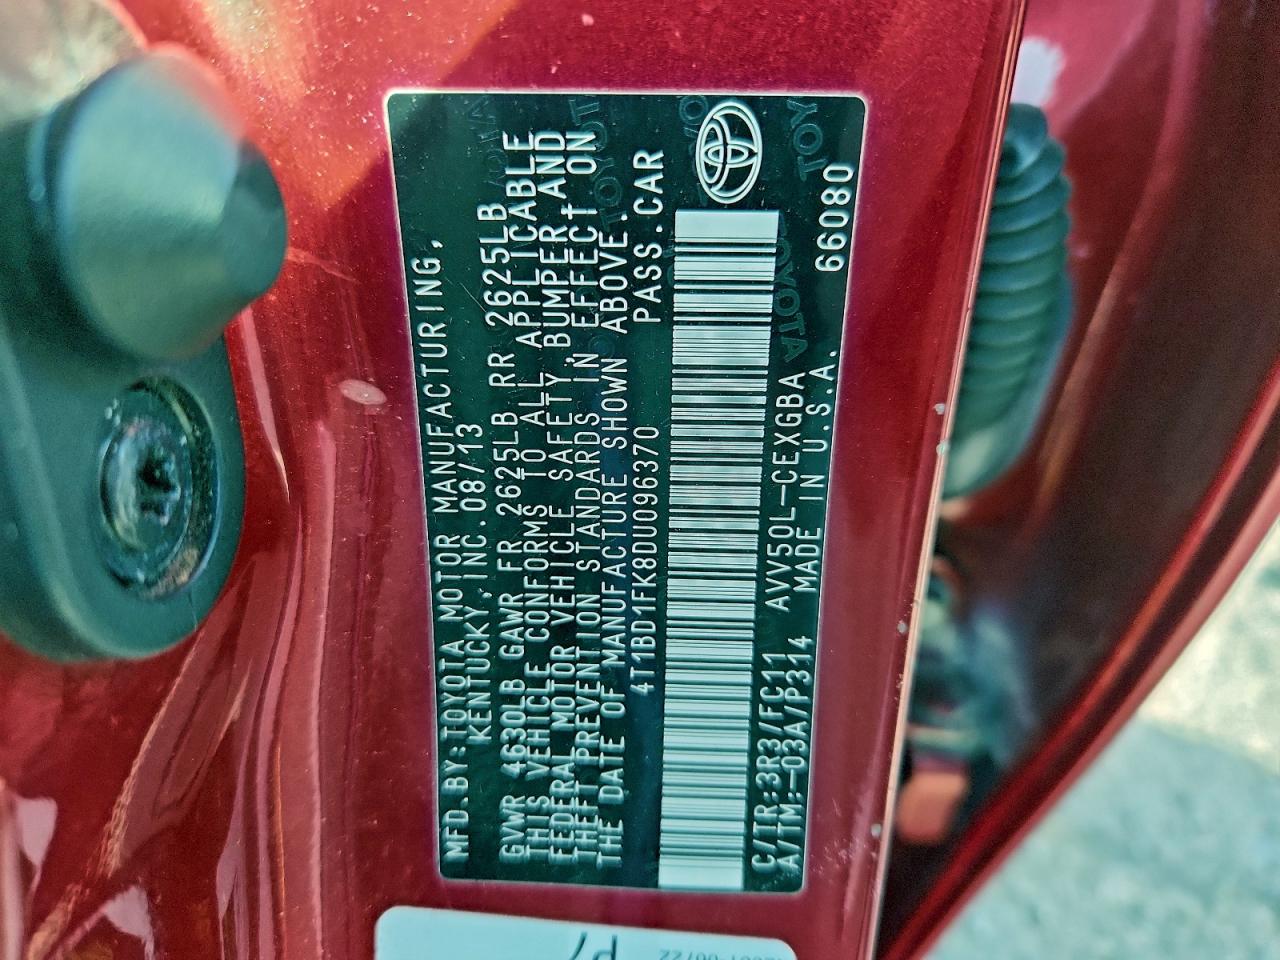 MFD.BY:TOYOTA MOTOR MANUFACTURING,
KENTUCKY,INC.08/13
GVWR 4630LB GAWR FR 2625LB RR 2625LB
THIS VEHICLE CONFORMS TO ALL APPLICABLE
FEDERAL MOTOR VEHICLE SAFETY,BUMPER,AND
THEFT PREVENTION STANDARDS IN EFFECT ON
THE DATE OF MANUFACTURE SHOWN ABOVE.
4T1BD1FK8DU096370 PASS.CAR
C/TR:3R3/FC11 AVV50L-CEXGBA 66080
A/TM:-03A/P314 MADE IN U.S.A.